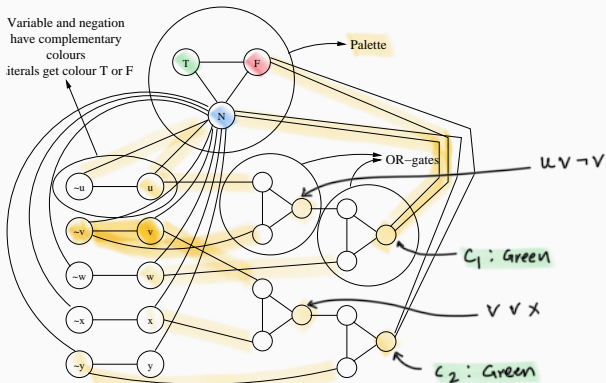 Variable and negation
have complementary
colours
iterals get colour T or F
Palette
T
F
N
OR-gates
u v ¬v
~u
u
~v
v
C1 : Green
~w
w
~x
x
v v x
~y
y
C2 : Green